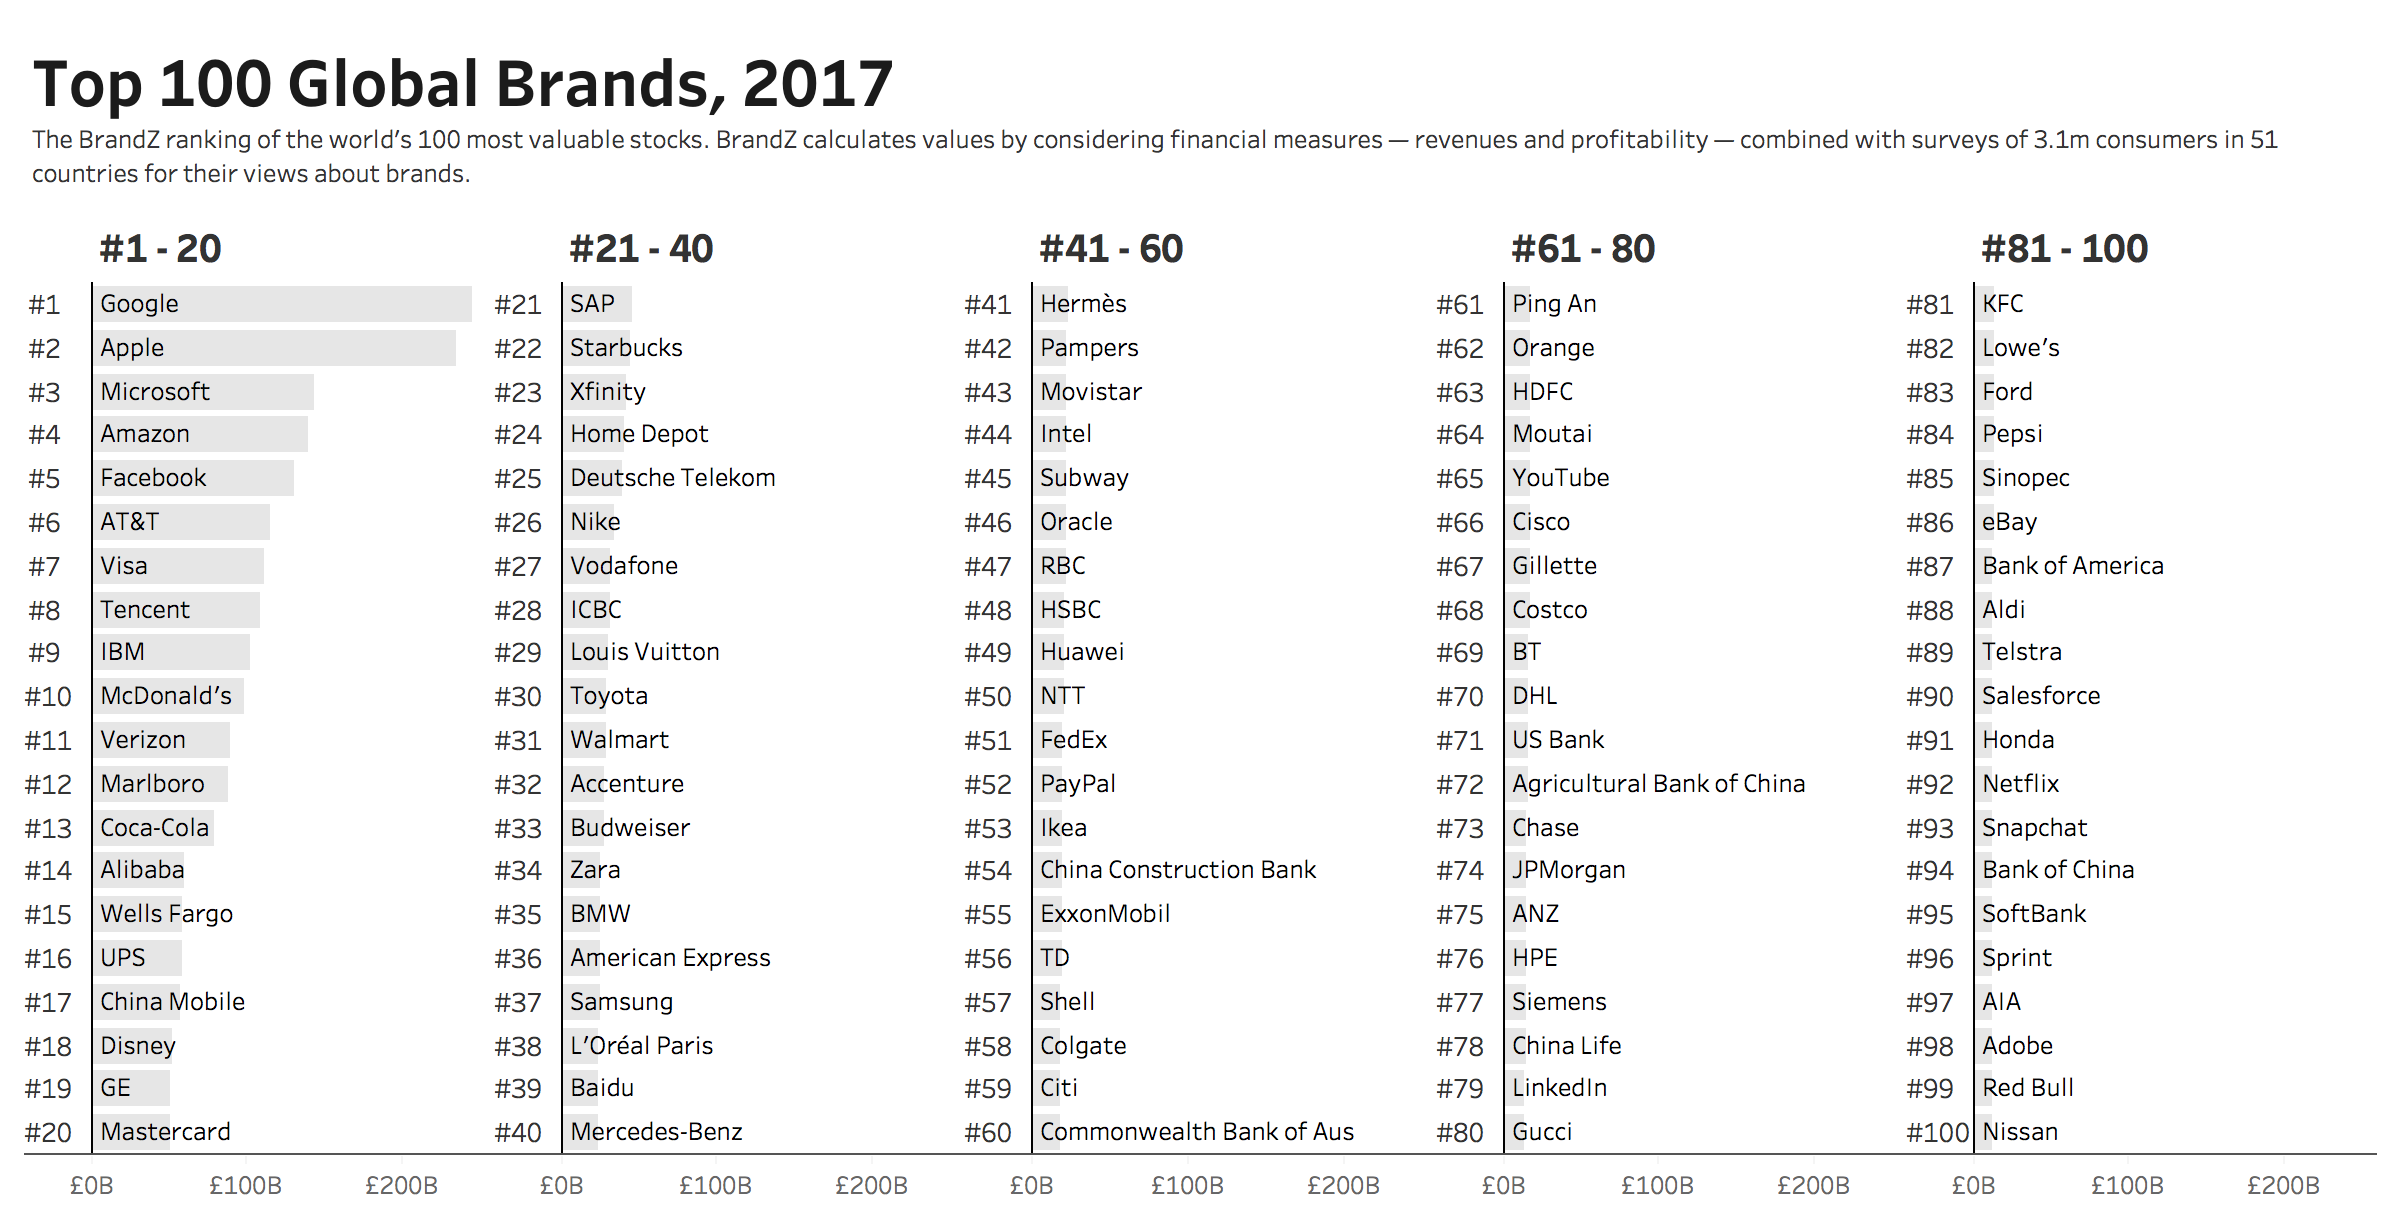 Top 100 Global Brands, 2017
The BrandZ ranking of the world’s 100 most valuable stocks. BrandZ calculates values by considering financial measures — revenues and profitability — combined with surveys of 3.1m consumers in 51
countries for their views about brands.
#1 - 20
#1 Google
#2 Apple
#3 Microsoft
#4 Amazon
#5 Facebook
#6 AT&T
#7 Visa
#8 Tencent
#9 IBM
#10 McDonald’s
#11 Verizon
#12 Marlboro
#13 Coca-Cola
#14 Alibaba
#15 Wells Fargo
#16 UPS
#17 China Mobile
#18 Disney
#19 GE
#20 Mastercard
£0B £100B £200B
#21 - 40
#21 SAP
#22 Starbucks
#23 Xfinity
#24 Home Depot
#25 Deutsche Telekom
#26 Nike
#27 Vodafone
#28 ICBC
#29 Louis Vuitton
#30 Toyota
#31 Walmart
#32 Accenture
#33 Budweiser
#34 Zara
#35 BMW
#36 American Express
#37 Samsung
#38 L’Oréal Paris
#39 Baidu
#40 Mercedes-Benz
£0B £100B £200B
#41 - 60
#41 Hermès
#42 Pampers
#43 Movistar
#44 Intel
#45 Subway
#46 Oracle
#47 RBC
#48 HSBC
#49 Huawei
#50 NTT
#51 FedEx
#52 PayPal
#53 Ikea
#54 China Construction Bank
#55 ExxonMobil
#56 TD
#57 Shell
#58 Colgate
#59 Citi
#60 Commonwealth Bank of Aus
£0B £100B £200B
#61 - 80
#61 Ping An
#62 Orange
#63 HDFC
#64 Moutai
#65 YouTube
#66 Cisco
#67 Gillette
#68 Costco
#69 BT
#70 DHL
#71 US Bank
#72 Agricultural Bank of China
#73 Chase
#74 JPMorgan
#75 ANZ
#76 HPE
#77 Siemens
#78 China Life
#79 LinkedIn
#80 Gucci
£0B £100B £200B
#81 - 100
#81 KFC
#82 Lowe’s
#83 Ford
#84 Pepsi
#85 Sinopec
#86 eBay
#87 Bank of America
#88 Aldi
#89 Telstra
#90 Salesforce
#91 Honda
#92 Netflix
#93 Snapchat
#94 Bank of China
#95 SoftBank
#96 Sprint
#97 AIA
#98 Adobe
#99 Red Bull
#100 Nissan
£0B £100B £200B